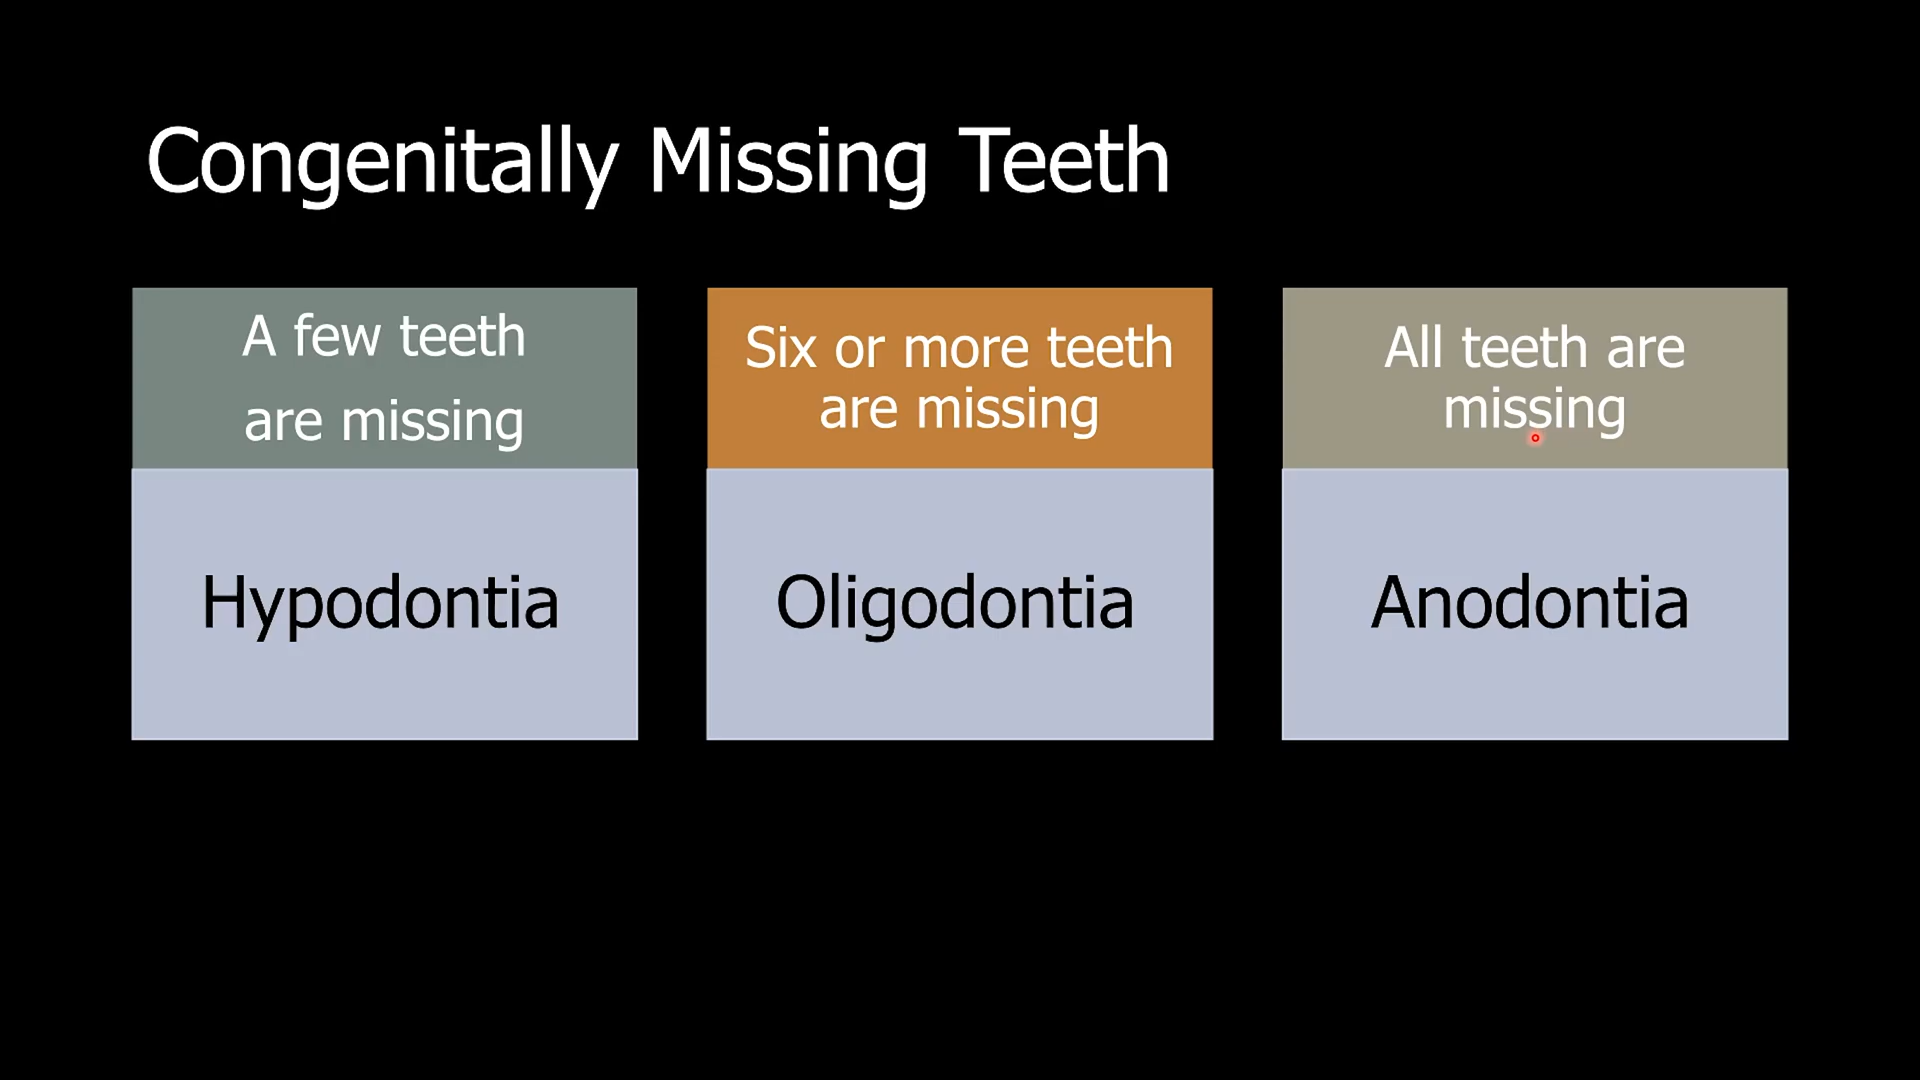 Congenitally Missing Teeth
A few teeth
are missing
Hypodontia
Six or more teeth
are missing
Oligodontia
All teeth are
missing
Anodontia